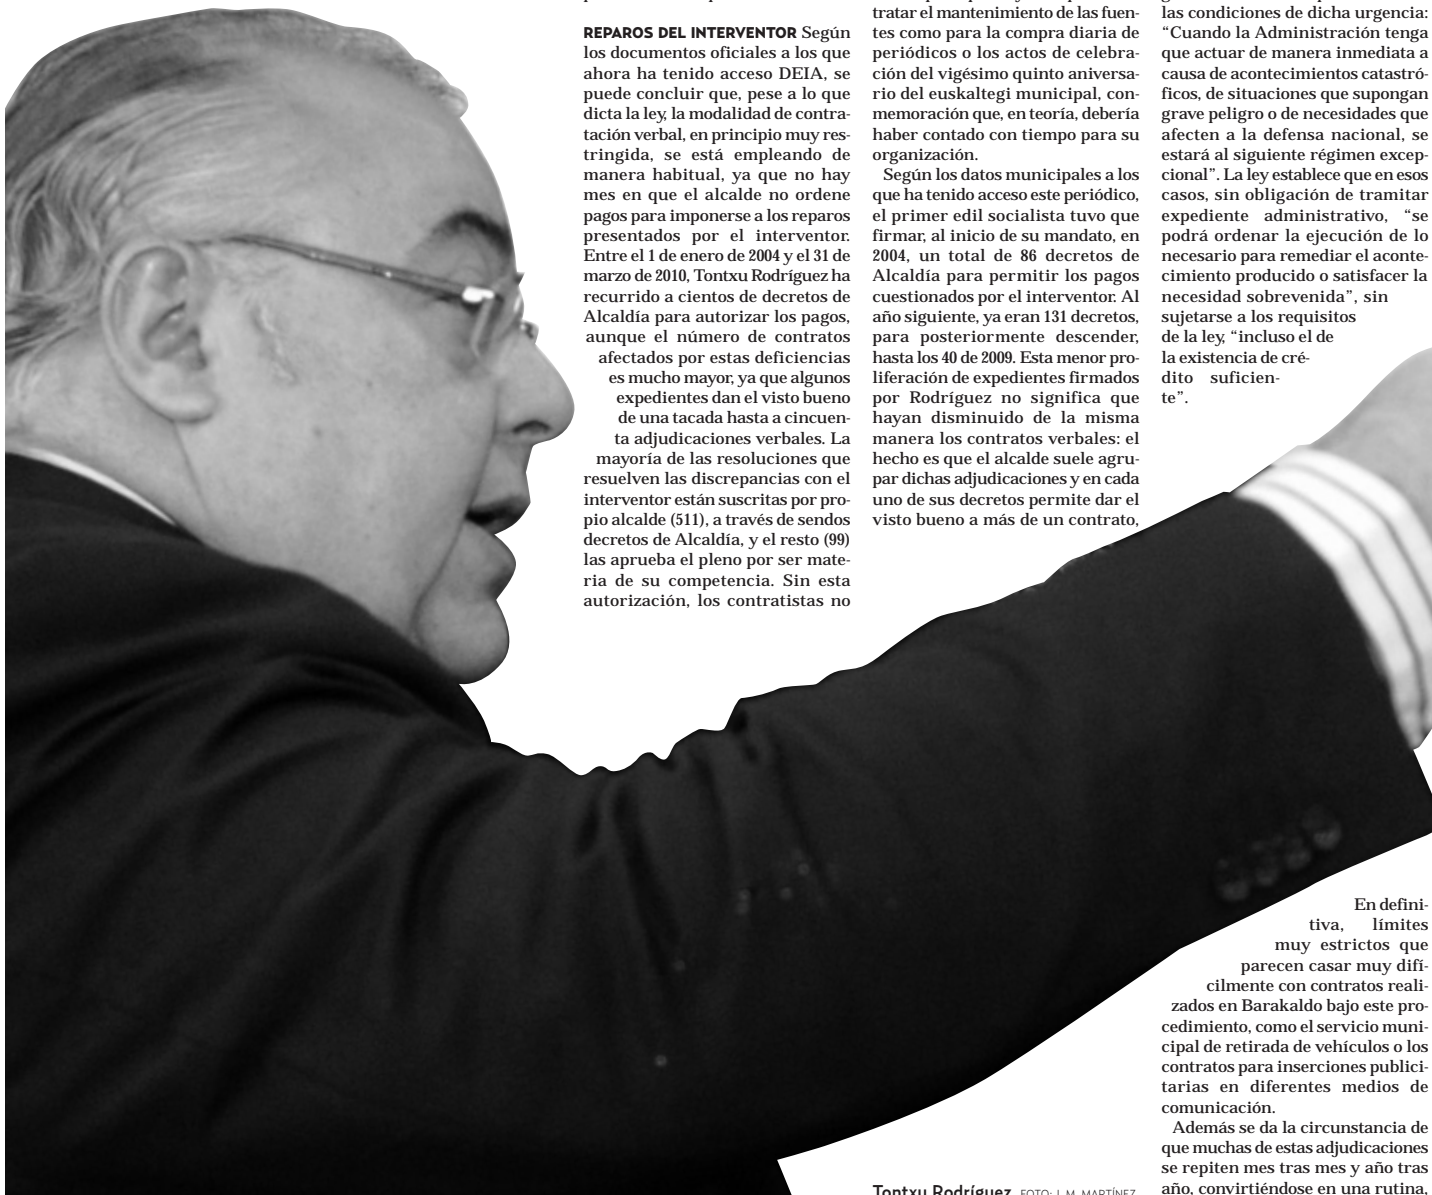 REPAROS DEL INTERVENTOR Según
los documentos oficiales a los que
ahora ha tenido acceso DEIA, se
puede concluir que, pese a lo que
dicta la ley, la modalidad de contra-
tación verbal, en principio muy res-
tringida, se está empleando de
manera habitual, ya que no hay
mes en que el alcalde no ordene
pagos para imponerse a los reparos
presentados por el interventor.
Entre el 1 de enero de 2004 y el 31 de
marzo de 2010, Tontxu Rodríguez ha
recurrido a cientos de decretos de
Alcaldía para autorizar los pagos,
aunque el número de contratos
afectados por estas deficiencias
es mucho mayor, ya que algunos
expedientes dan el visto bueno
de una tacada hasta a cincuen-
ta adjudicaciones verbales. La
mayoría de las resoluciones que
resuelven las discrepancias con el
interventor están suscritas por pro-
pio alcalde (511), a través de sendos
decretos de Alcaldía, y el resto (99)
las aprueba el pleno por ser mate-
ria de su competencia. Sin esta
autorización, los contratistas no
tratar el mantenimiento de las fuen-
tes como para la compra diaria de
periódicos o los actos de celebra-
ción del vigésimo quinto aniversa-
rio del euskaltegi municipal, con-
memoración que, en teoría, debería
haber contado con tiempo para su
organización.
Según los datos municipales a los
que ha tenido acceso este periódico,
el primer edil socialista tuvo que
firmar, al inicio de su mandato, en
2004, un total de 86 decretos de
Alcaldía para permitir los pagos
cuestionados por el interventor. Al
año siguiente, ya eran 131 decretos,
para posteriormente descender,
hasta los 40 de 2009. Esta menor pro-
liferación de expedientes firmados
por Rodríguez no significa que
hayan disminuido de la misma
manera los contratos verbales: el
hecho es que el alcalde suele agru-
par dichas adjudicaciones y en cada
uno de sus decretos permite dar el
visto bueno a más de un contrato,
las condiciones de dicha urgencia:
“Cuando la Administración tenga
que actuar de manera inmediata a
causa de acontecimientos catastró-
ficos, de situaciones que supongan
grave peligro o de necesidades que
afecten a la defensa nacional, se
estará al siguiente régimen excep-
cional”. La ley establece que en esos
casos, sin obligación de tramitar
expediente administrativo, “se
podrá ordenar la ejecución de lo
necesario para remediar el aconte-
cimiento producido o satisfacer la
necesidad sobrevenida”, sin
sujetarse a los requisitos
de la ley, “incluso el de
la existencia de cré-
dito suficien-
te”.
En defini-
tiva, límites
muy estrictos que
parecen casar muy difí-
cilmente con contratos reali-
zados en Barakaldo bajo este pro-
cedimiento, como el servicio muni-
cipal de retirada de vehículos o los
contratos para inserciones publici-
tarias en diferentes medios de
comunicación.
Además se da la circunstancia de
que muchas de estas adjudicaciones
se repiten mes tras mes y año tras
año, convirtiéndose en una rutina,
Tontxu Rodríguez FOTO: J. M. MARTÍNEZ